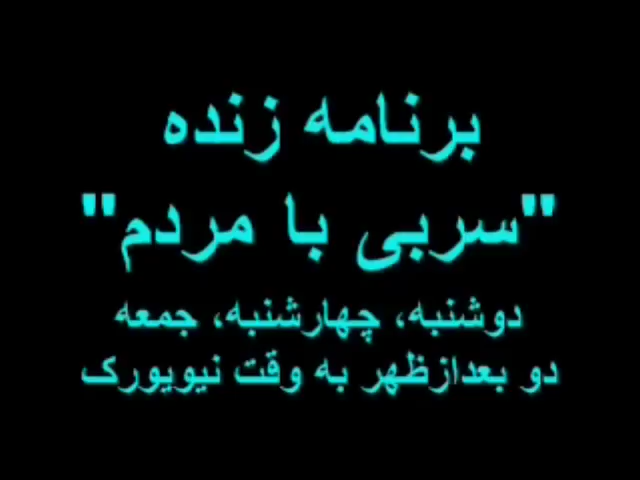 برنامه زنده
"سربی با مردم"
دوشنبه، چهارشنبه، جمعه
دو بعدازظهر به وقت نیویورک